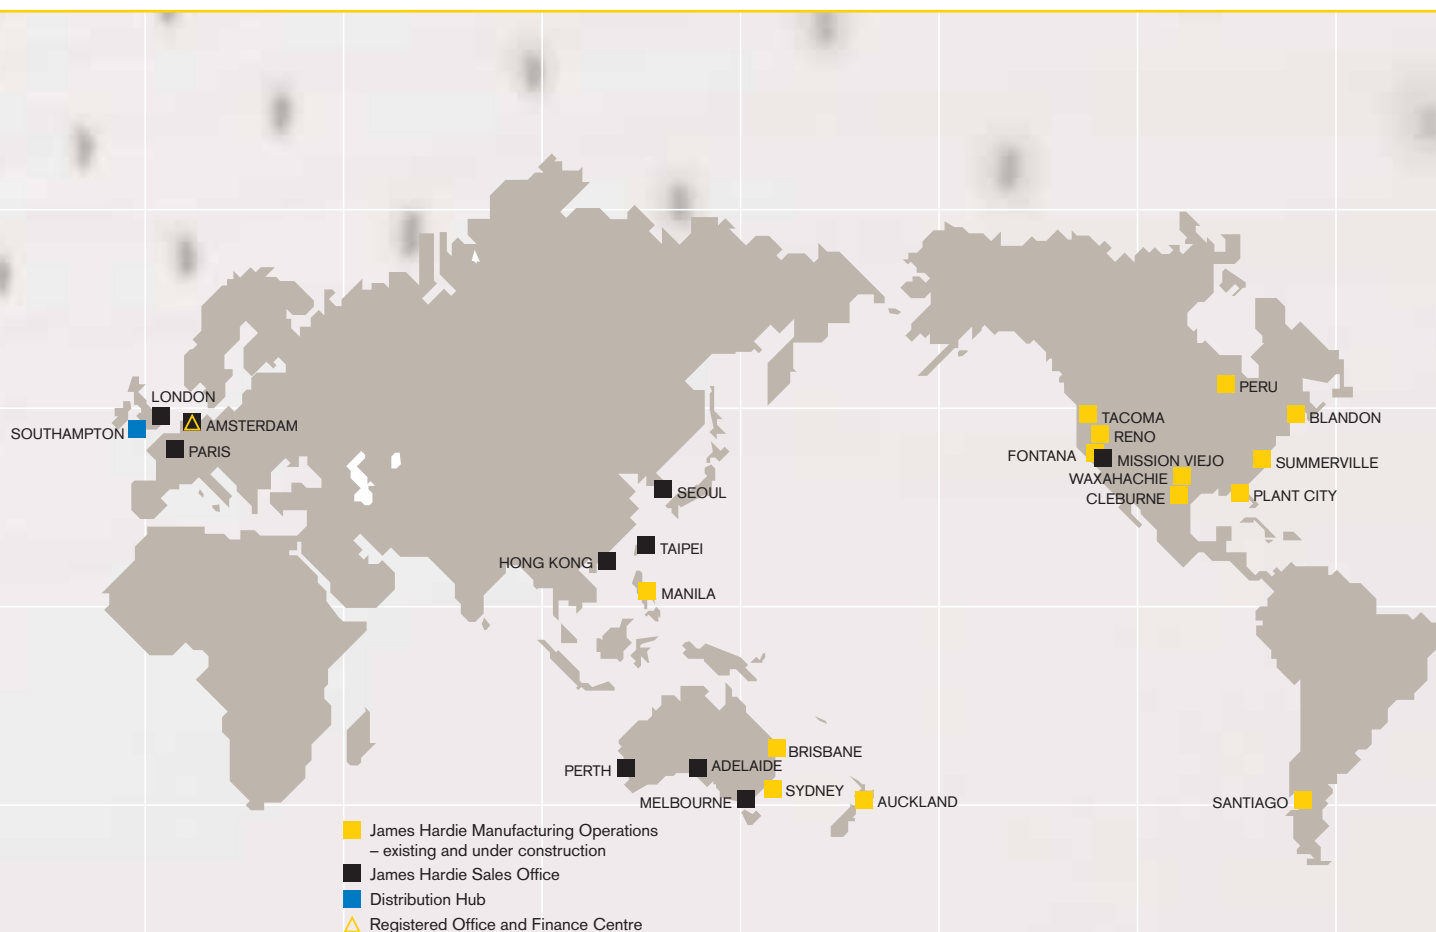 LONDON
SOUTHAMPTON
AMSTERDAM
PARIS
SEOUL
TAIPEI
HONG KONG
MANILA
PERTH
ADELAIDE
BRISBANE
SYDNEY
MELBOURNE
AUCKLAND
PERU
TACOMA
BLANDON
RENO
FONTANA
MISSION VIEJO
SUMMERVILLE
WAXAHACHIE
CLEBURNE
PLANT CITY
SANTIAGO
James Hardie Manufacturing Operations
– existing and under construction
James Hardie Sales Office
Distribution Hub
Registered Office and Finance Centre